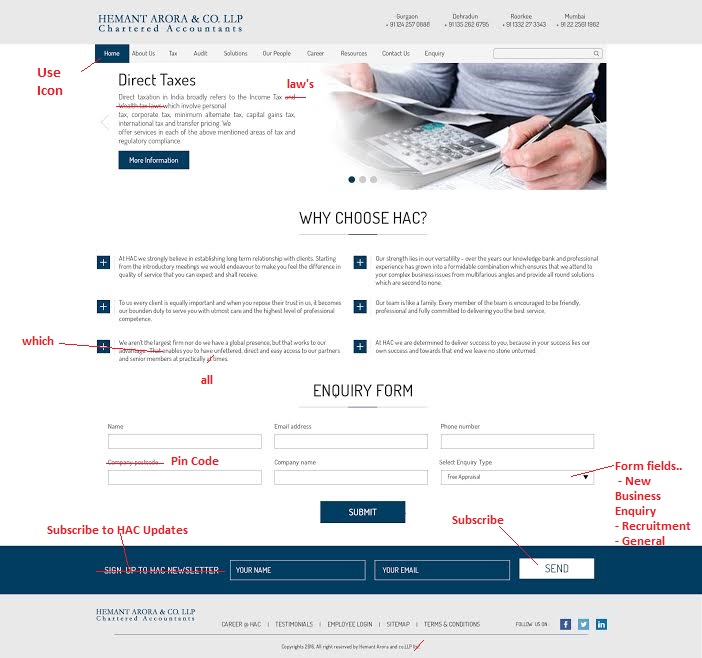 HEMANT ARORA & CO. LLP
Chartered Accountants
Gurgaon Dehradun Roorkee Mumbai
+ 91 124 257 0888 + 91 135 262 6795 + 91 1332 27 3343 + 91 22 2561 1962
Use
Icon
Home About Us Tax Audit Solutions Our People Career Resources Contact Us Enquiry
Direct Taxes
law's
Direct taxation in India broadly refers to the Income Tax and
Wealth tax laws which involve personal
tax, corporate tax, minimum alternate tax, capital gains tax,
international tax and transfer pricing. We
offer services in each of the above mentioned areas of tax and
regulatory compliance.
More Information
WHY CHOOSE HAC?
At HAC we strongly believe in establishing long term relationship with clients. Starting
from the introductory meetings we would endeavour to make you feel the difference in
quality of service that you can expect and shall receive.
Our strength lies in our versatility – over the years our knowledge bank and professional
experience has grown into a formidable combination which ensures that we attend to
your complex business issues from multifarious angles and provide all round solutions
which are second to none.
To us every client is equally important and when you repose their trust in us, it becomes
our bounden duty to serve you with utmost care and the highest level of professional
competence.
Our team is like a family. Every member of the team is encouraged to be friendly,
professional and fully committed to delivering you the best service.
which
We aren't the largest firm nor do we have a global presence, but that works to our
advantage. That enables you to have unfettered, direct and easy access to our partners
and senior members at practically times.
all
At HAC we are determined to deliver success to you, because in your success lies our
own success and towards that end we leave no stone unturned.
ENQUIRY FORM
Name Email address Phone number
Company postcode Pin Code Company name Select Enquiry Type
Free Appraisal
Form fields..
- New
Business
Enquiry
- Recruitment
- General
SUBMIT
Subscribe
Subscribe to HAC Updates
SIGN UP TO HAC NEWSLETTER YOUR NAME YOUR EMAIL SEND
HEMANT ARORA & CO. LLP
Chartered Accountants
CAREER @ HAC | TESTIMONIALS | EMPLOYEE LOGIN | SITEMAP | TERMS & CONDITIONS
FOLLOW US ON :
Copyrights 2016. All right reserved by Hemant Arora and co.LLP